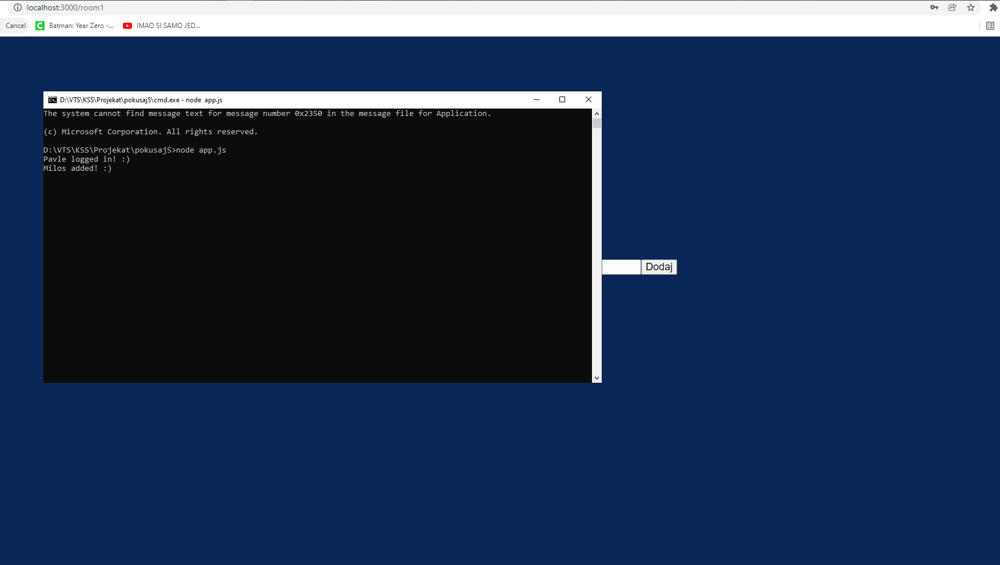 localhost:3000/room1
Cancel Batman: Year Zero -... IMAO SI SAMO JED...
D:\VTS\KSS\Projekat\pokusaj5\cmd.exe - node app.js
The system cannot find message text for message number 0x2350 in the message file for Application.
(c) Microsoft Corporation. All rights reserved.
D:\VTS\KSS\Projekat\pokusaj5>node app.js
Pavle logged in! :)
Milos added! :)
Dodaj